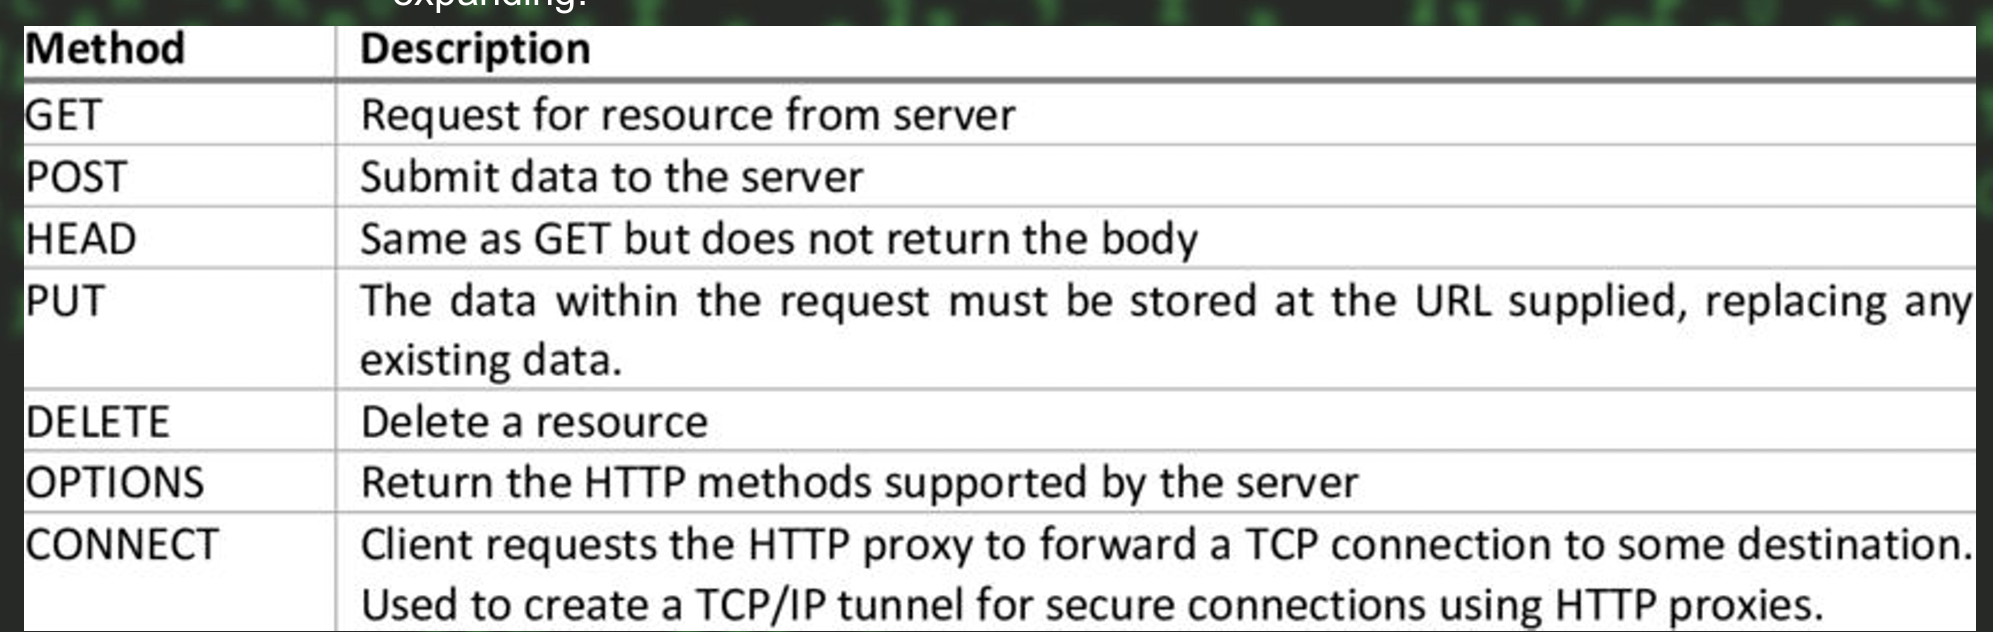 expanding.
Method Description
GET Request for resource from server
POST Submit data to the server
HEAD Same as GET but does not return the body
PUT The data within the request must be stored at the URL supplied, replacing any
existing data.
DELETE Delete a resource
OPTIONS Return the HTTP methods supported by the server
CONNECT Client requests the HTTP proxy to forward a TCP connection to some destination.
Used to create a TCP/IP tunnel for secure connections using HTTP proxies.